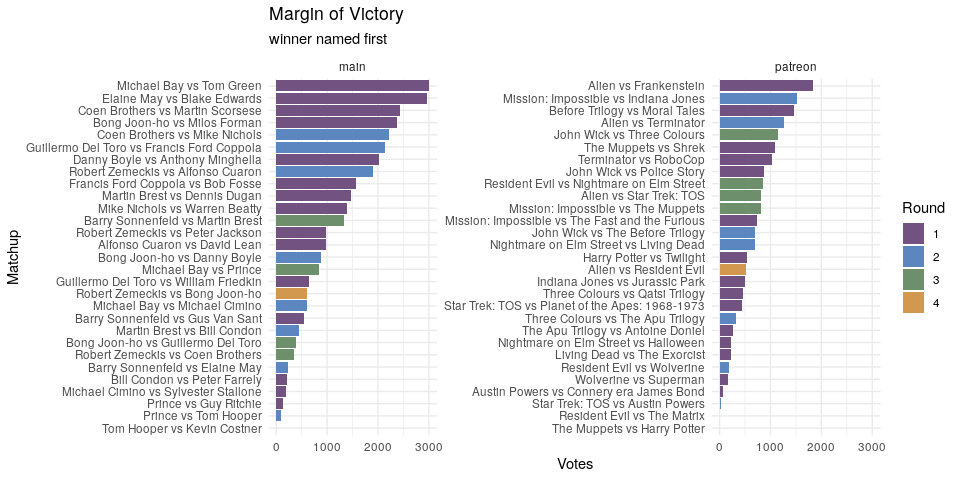 Margin of Victory
winner named first
main
Michael Bay vs Tom Green
Elaine May vs Blake Edwards
Coen Brothers vs Martin Scorsese
Bong Joon-ho vs Milos Forman
Coen Brothers vs Mike Nichols
Guillermo Del Toro vs Francis Ford Coppola
Danny Boyle vs Anthony Minghella
Robert Zemeckis vs Alfonso Cuaron
Francis Ford Coppola vs Bob Fosse
Martin Brest vs Dennis Dugan
Mike Nichols vs Warren Beatty
Barry Sonnenfeld vs Martin Brest
Robert Zemeckis vs Peter Jackson
Alfonso Cuaron vs David Lean
Bong Joon-ho vs Danny Boyle
Michael Bay vs Prince
Guillermo Del Toro vs William Friedkin
Robert Zemeckis vs Bong Joon-ho
Michael Bay vs Michael Cimino
Barry Sonnenfeld vs Gus Van Sant
Martin Brest vs Bill Condon
Bong Joon-ho vs Guillermo Del Toro
Robert Zemeckis vs Coen Brothers
Barry Sonnenfeld vs Elaine May
Bill Condon vs Peter Farrely
Michael Cimino vs Sylvester Stallone
Prince vs Guy Ritchie
Prince vs Tom Hooper
Tom Hooper vs Kevin Costner
0 1000 2000 3000
patreon
Alien vs Frankenstein
Mission: Impossible vs Indiana Jones
Before Trilogy vs Moral Tales
Alien vs Terminator
John Wick vs Three Colours
The Muppets vs Shrek
Terminator vs RoboCop
John Wick vs Police Story
Resident Evil vs Nightmare on Elm Street
Alien vs Star Trek: TOS
Mission: Impossible vs The Muppets
Mission: Impossible vs The Fast and the Furious
John Wick vs The Before Trilogy
Nightmare on Elm Street vs Living Dead
Harry Potter vs Twilight
Alien vs Resident Evil
Indiana Jones vs Jurassic Park
Three Colours vs Qatsi Trilogy
Star Trek: TOS vs Planet of the Apes: 1968-1973
Three Colours vs The Apu Trilogy
The Apu Trilogy vs Antoine Doniel
Nightmare on Elm Street vs Halloween
Living Dead vs The Exorcist
Resident Evil vs Wolverine
Wolverine vs Superman
Austin Powers vs Connery era James Bond
Star Trek: TOS vs Austin Powers
Resident Evil vs The Matrix
The Muppets vs Harry Potter
0 1000 2000 3000
Matchup
Votes
Round
1
2
3
4